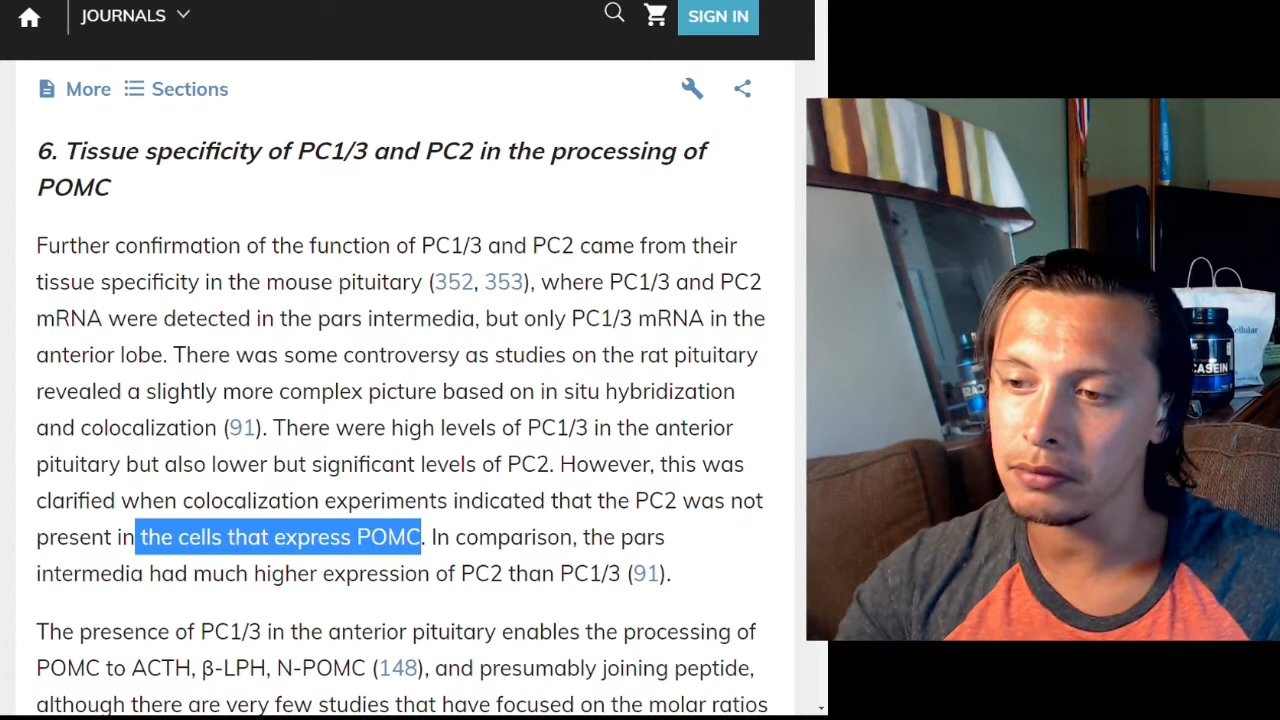 JOURNALS
SIGN IN
More
Sections
6. Tissue specificity of PC1/3 and PC2 in the processing of
POMC
Further confirmation of the function of PC1/3 and PC2 came from their
tissue specificity in the mouse pituitary (352, 353), where PC1/3 and PC2
mRNA were detected in the pars intermedia, but only PC1/3 mRNA in the
anterior lobe. There was some controversy as studies on the rat pituitary
revealed a slightly more complex picture based on in situ hybridization
and colocalization (91). There were high levels of PC1/3 in the anterior
pituitary but also lower but significant levels of PC2. However, this was
clarified when colocalization experiments indicated that the PC2 was not
present in the cells that express POMC. In comparison, the pars
intermedia had much higher expression of PC2 than PC1/3 (91).
The presence of PC1/3 in the anterior pituitary enables the processing of
POMC to ACTH, β-LPH, N-POMC (148), and presumably joining peptide,
although there are very few studies that have focused on the molar ratios
Cellular
CASEIN